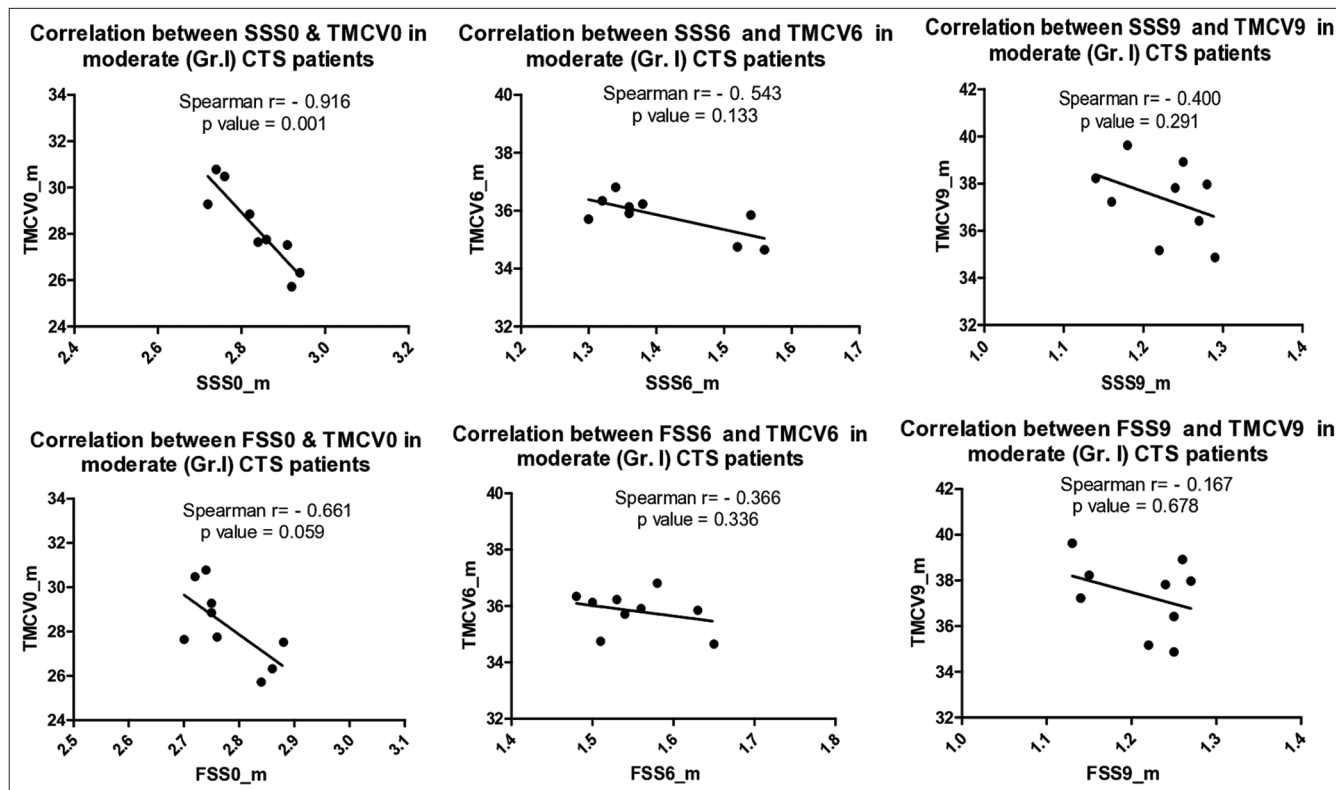 Correlation between SSS0 & TMCV0 in
moderate (Gr.I) CTS patients
Spearman r= - 0.916
p value = 0.001
TMCV0_m
34
32
30
28
26
24
2.4
2.6
2.8
3.0
3.2
SSS0_m
Correlation between SSS6 and TMCV6 in
moderate (Gr. I) CTS patients
Spearman r= - 0. 543
p value = 0.133
TMCV6_m
40
38
36
34
32
1.2
1.3
1.4
1.5
1.6
1.7
SSS6_m
Correlation between SSS9 and TMCV9 in
moderate (Gr. I) CTS patients
Spearman r= - 0.400
p value = 0.291
TMCV9_m
42
40
38
36
34
32
1.0
1.1
1.2
1.3
1.4
SSS9_m
Correlation between FSS0 & TMCV0 in
moderate (Gr.I) CTS patients
Spearman r= - 0.661
p value = 0.059
TMCV0_m
34
32
30
28
26
24
2.5
2.6
2.7
2.8
2.9
3.0
3.1
FSS0_m
Correlation between FSS6 and TMCV6 in
moderate (Gr. I) CTS patients
Spearman r= - 0.366
p value = 0.336
TMCV6_m
40
38
36
34
32
1.4
1.5
1.6
1.7
1.8
FSS6_m
Correlation between FSS9 and TMCV9 in
moderate (Gr. I) CTS patients
Spearman r= - 0.167
p value = 0.678
TMCV9_m
42
40
38
36
34
32
1.0
1.1
1.2
1.3
1.4
FSS9_m